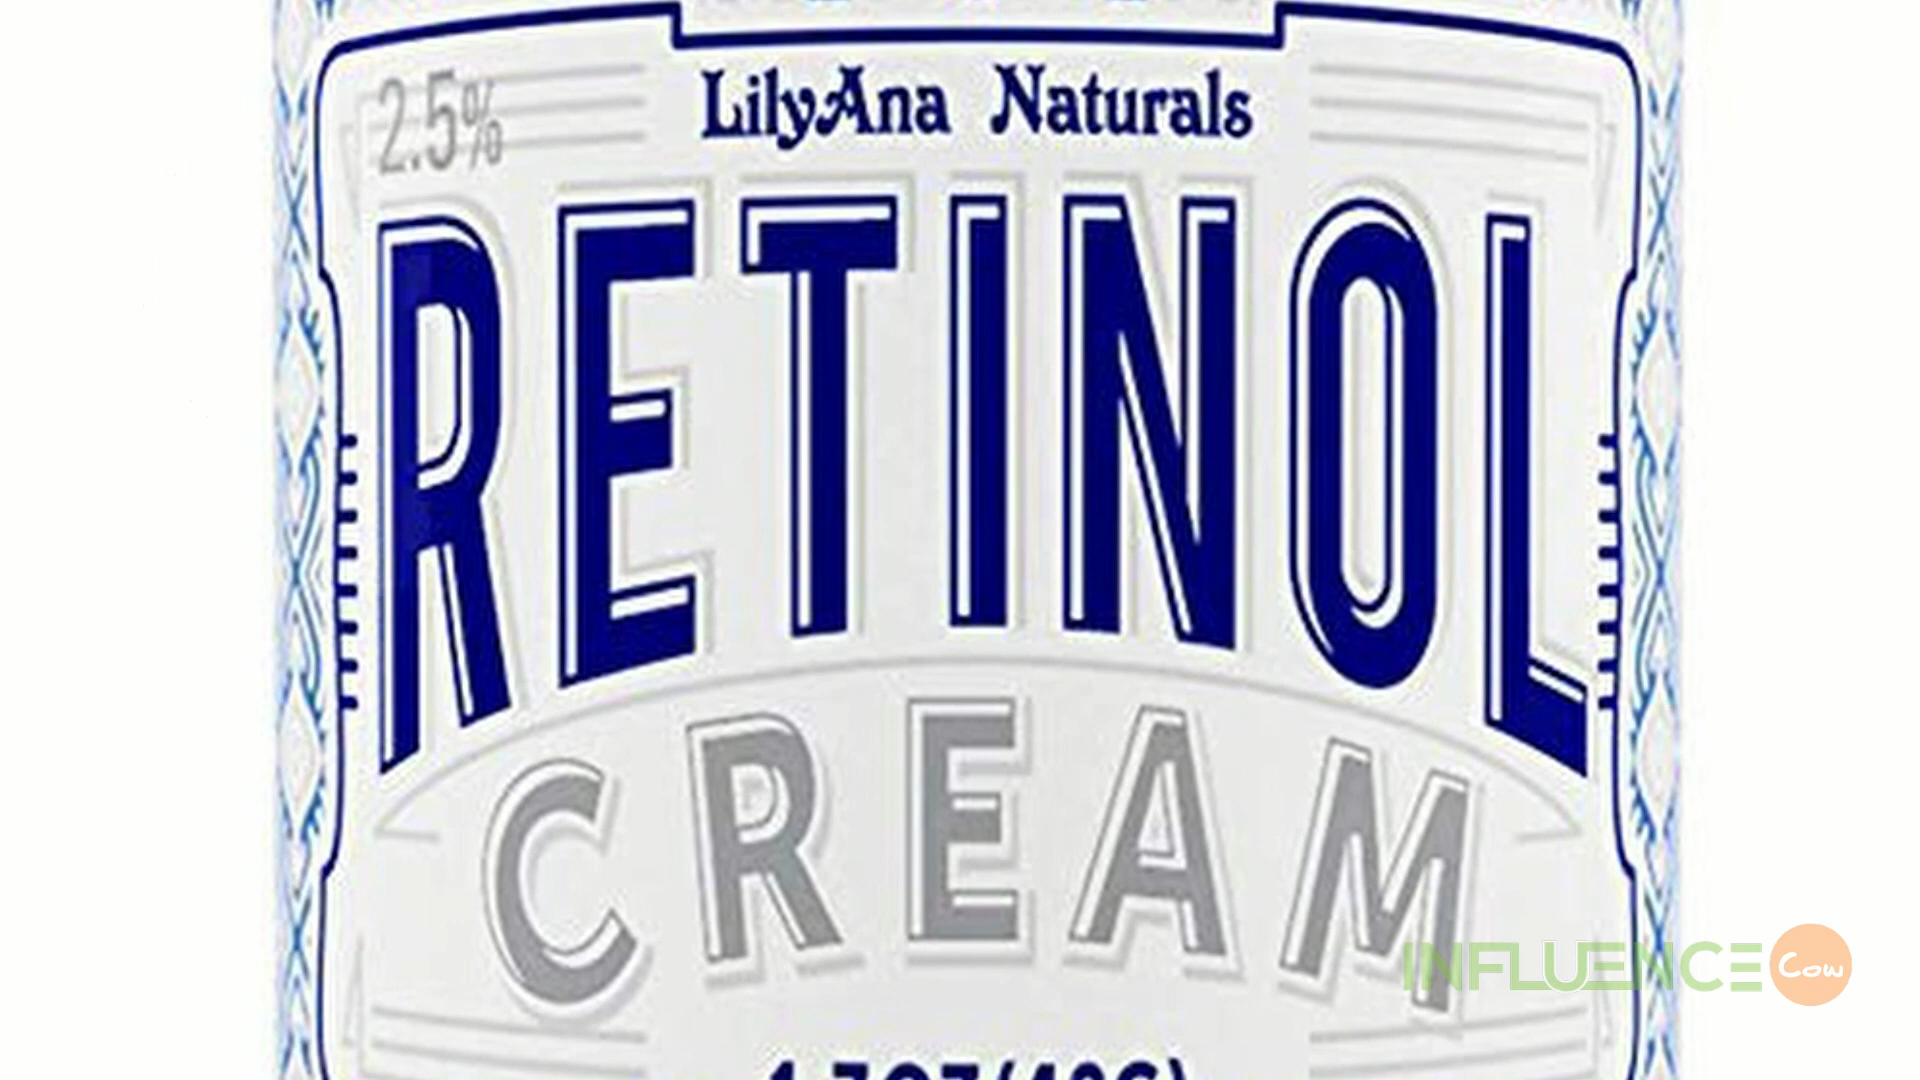 2.5%
LilyAna Naturals
RETINOL
CREAM
INFLUENCE Cow